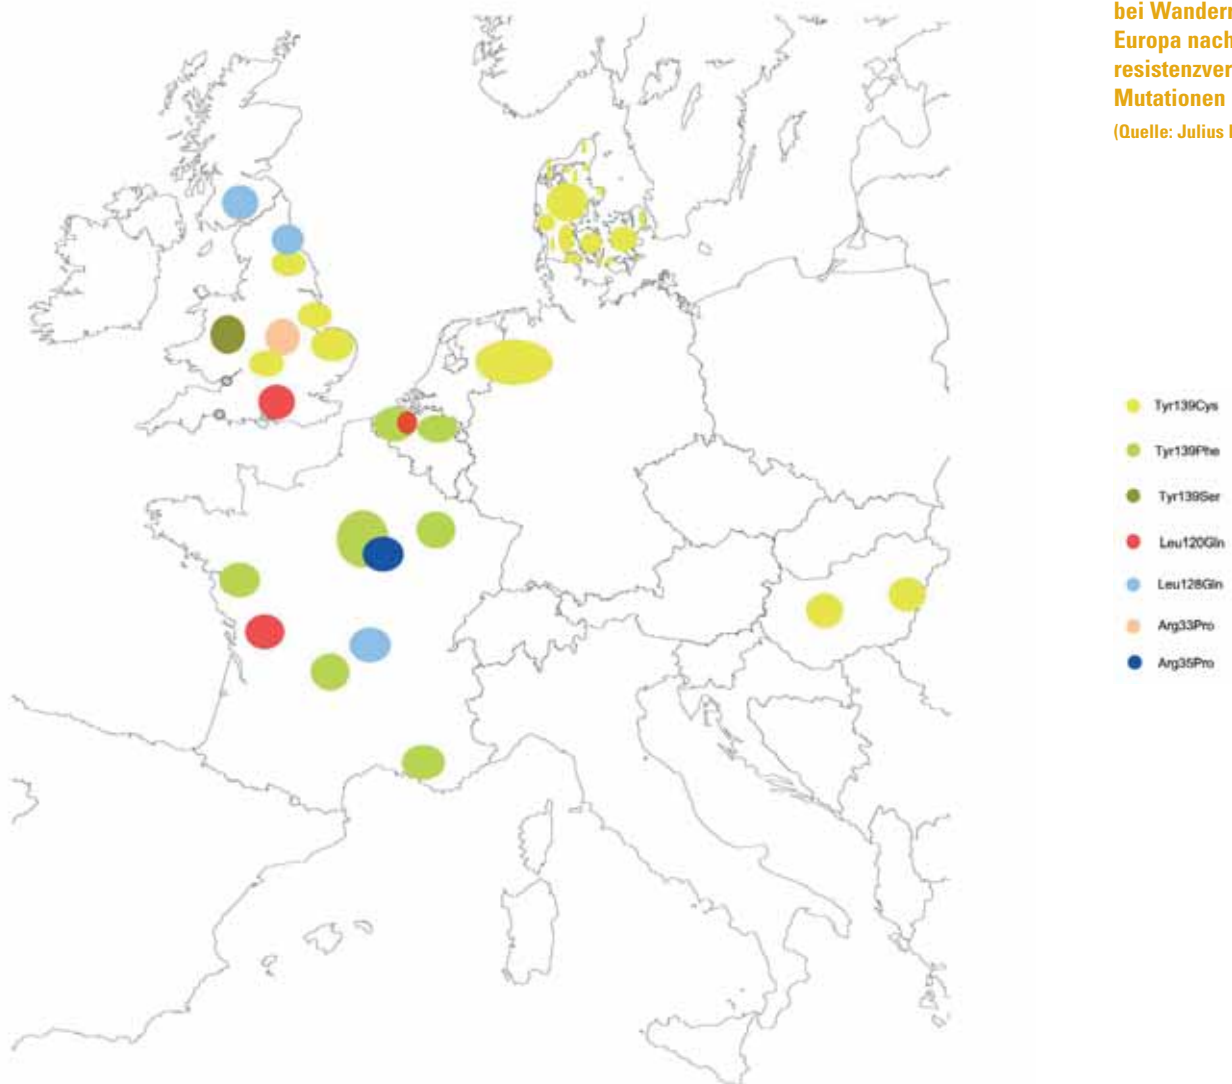 bei Wander
Europa nach
resistenzver
Mutationen
(Quelle: Julius
Tyr139Cys
Tyr139Phe
Tyr139Ser
Leu120Gln
Leu128Gln
Arg33Pro
Arg35Pro